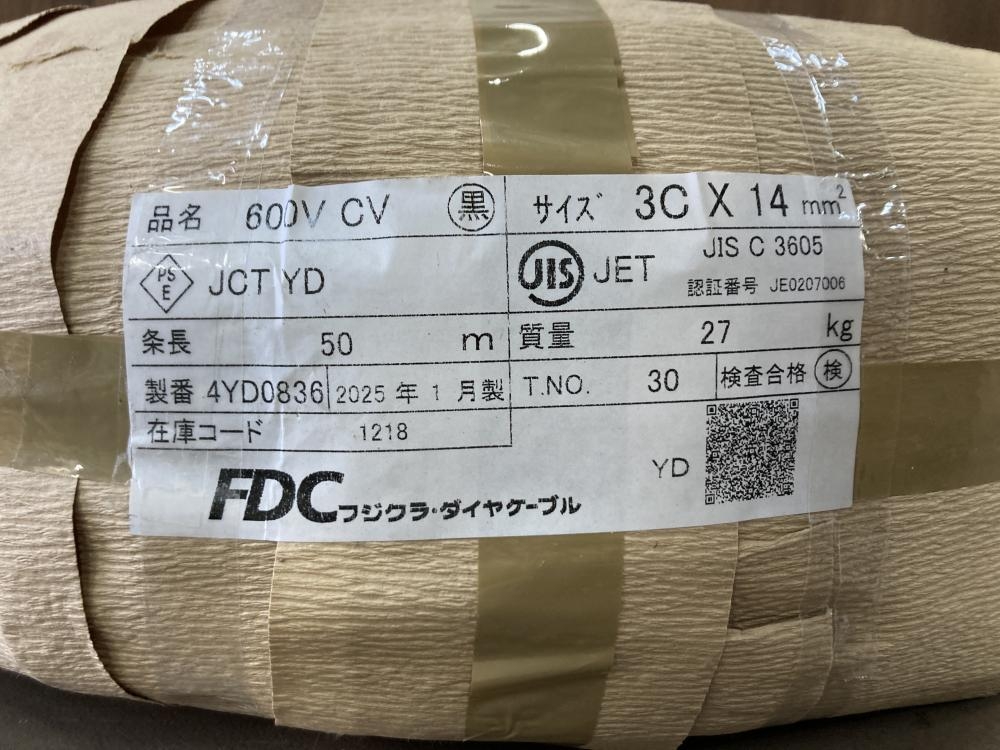 品名 600V CV 黒 サイズ 3C X 14 mm²
PS E JCT YD JIS JET JIS C 3605
認証番号 JE0207006
条長 50 m 質量 27 kg
製番 4YD0836 2025 年 1 月製 T.NO. 30 検査合格 検
在庫コード 1218
YD
FDC フジクラ・ダイヤケーブル